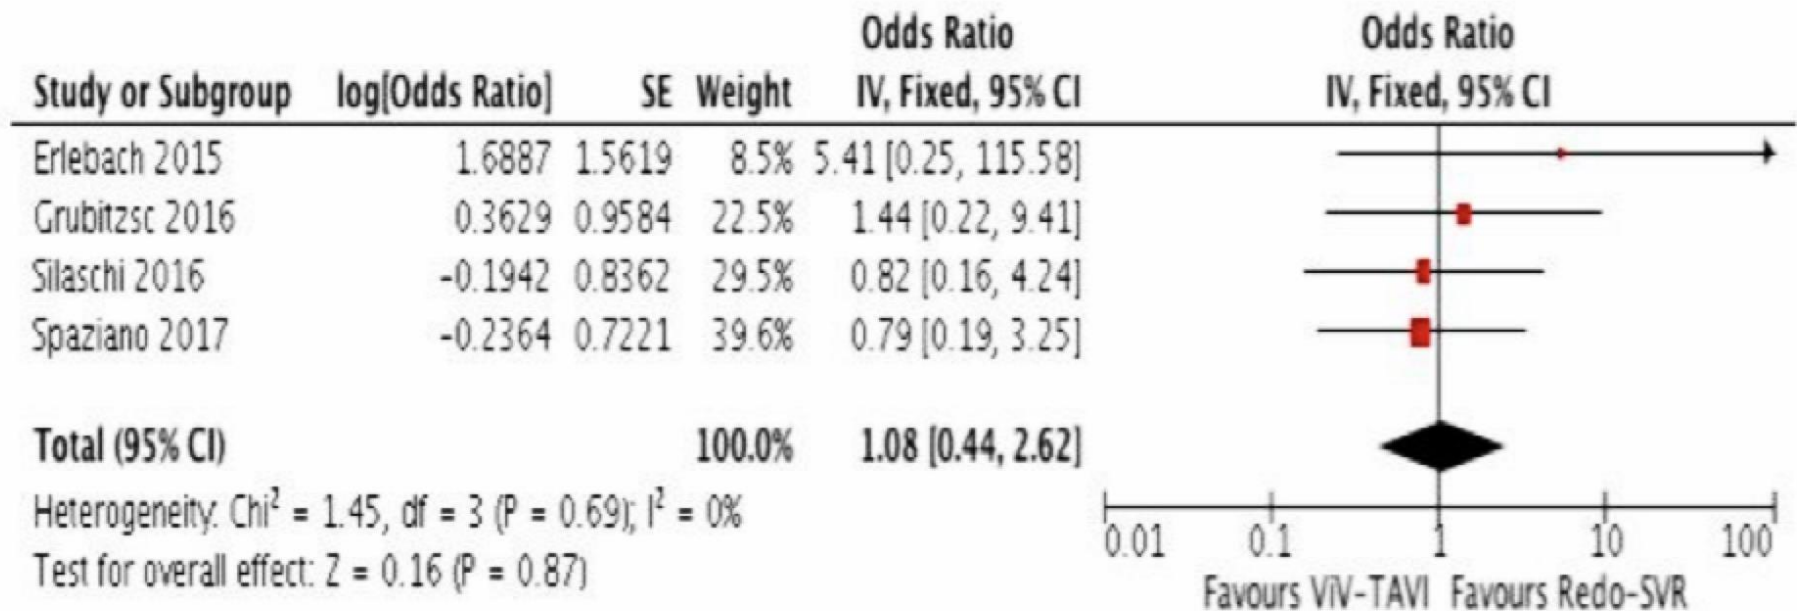 Odds Ratio Odds Ratio
Study or Subgroup log[Odds Ratio] SE Weight IV, Fixed, 95% CI IV, Fixed, 95% CI
Erlebach 2015 1.6887 1.5619 8.5% 5.41 [0.25, 115.58]
Grubitzsc 2016 0.3629 0.9584 22.5% 1.44 [0.22, 9.41]
Silaschi 2016 -0.1942 0.8362 29.5% 0.82 [0.16, 4.24]
Spaziano 2017 -0.2364 0.7221 39.6% 0.79 [0.19, 3.25]
Total (95% CI) 100.0% 1.08 [0.44, 2.62]
Heterogeneity: Chi² = 1.45, df = 3 (P = 0.69); I² = 0%
Test for overall effect: Z = 0.16 (P = 0.87)
0.01 0.1 1 10 100
Favours ViV-TAVI Favours Redo-SVR